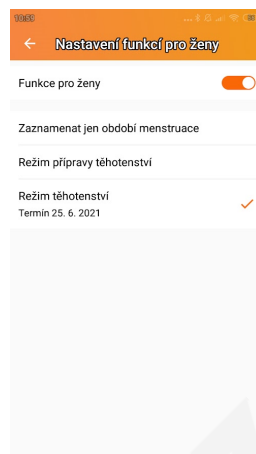 10:59
Nastavení funkcí pro ženy
Funkce pro ženy
Zaznamenat jen období menstruace
Režim přípravy těhotenství
Režim těhotenství
Termín 25. 6. 2021